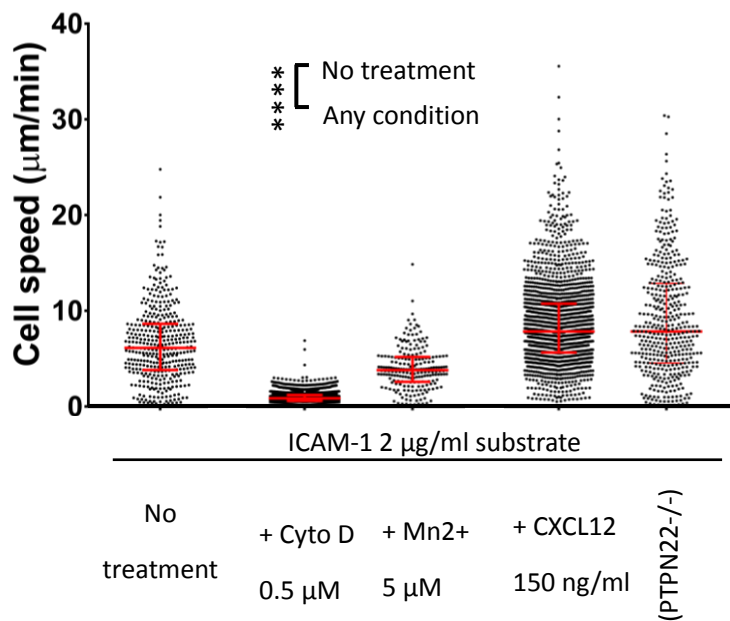 40
30
20
10
0
Cell speed (μm/min)
****
No treatment
Any condition
ICAM-1 2 µg/ml substrate
No
treatment
+ Cyto D
0.5 µM
+ Mn2+
5 µM
+ CXCL12
150 ng/ml
(PTPN22-/-)